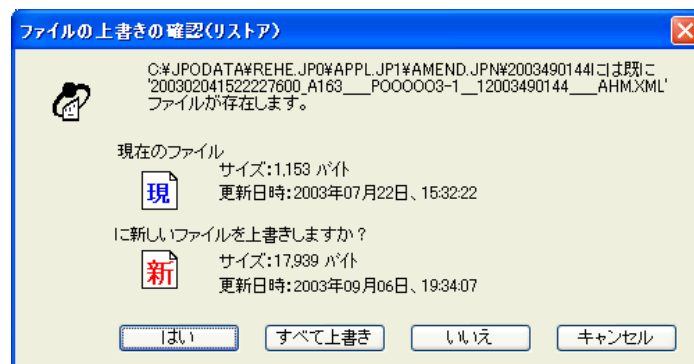 ファイルの上書きの確認(リストア)
C:¥JPODATA¥REHE.JP0¥APPL.JP1¥AMEND.JPN¥2003490144には既に
'200302041522227600_A163___POOOOO3-1__12003490144___AHM.XML'
ファイルが存在します。
現在のファイル
現
サイズ:1,153 バイト
更新日時:2003年07月22日、15:32:22
に新しいファイルを上書きしますか？
新
サイズ:17,939 バイト
更新日時:2003年09月06日、19:34:07
はい
すべて上書き
いいえ
キャンセル